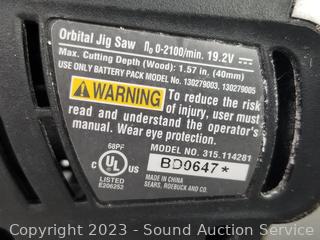 Orbital Jig Saw n₀ 0-2100/min. 19.2V⎓
Max. Cutting Depth (Wood): 1.57 in. (40mm)
USE ONLY BATTERY PACK MODEL No. 130279003, 130279005
WARNING To reduce the risk
of injury, user must
read and understand the operator's
manual. Wear eye protection.
68PF
C UL US
LISTED
E206252
MODEL NO. 315.114281
BD0647*
MADE IN CHINA
SEARS, ROEBUCK AND CO.
Copyright 2023 - Sound Auction Service